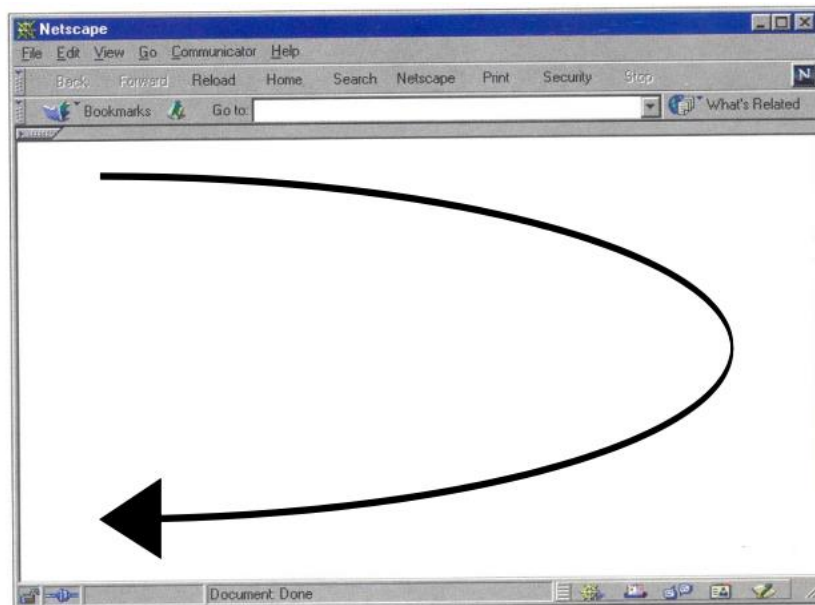 Netscape
File Edit View Go Communicator Help
Back Forward Reload Home Search Netscape Print Security Stop
N
Bookmarks Go to: What's Related
Document: Done